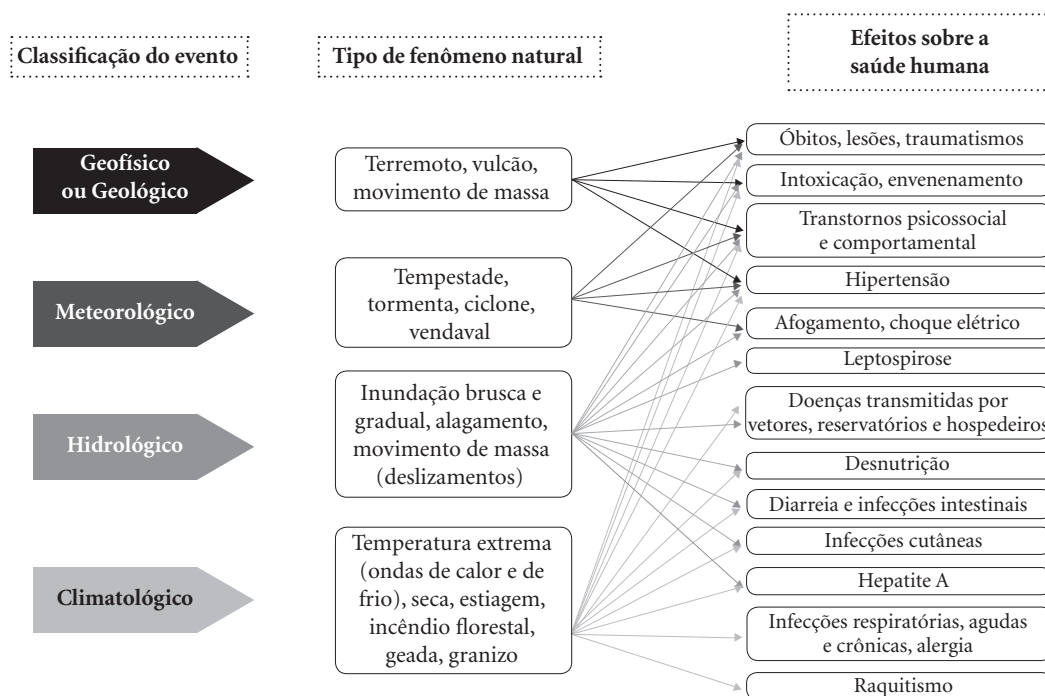 Classificação do evento
Tipo de fenômeno natural
Efeitos sobre a
saúde humana
Geofísico
ou Geológico
Terremoto, vulcão,
movimento de massa
Meteorológico
Tempestade,
tormenta, ciclone,
vendaval
Hidrológico
Inundação brusca e
gradual, alagamento,
movimento de massa
(deslizamentos)
Climatológico
Temperatura extrema
(ondas de calor e de
frio), seca, estiagem,
incêndio florestal,
geada, granizo
Óbitos, lesões, traumatismos
Intoxicação, envenenamento
Transtornos psicossocial
e comportamental
Hipertensão
Afogamento, choque elétrico
Leptospirose
Doenças transmitidas por
vetores, reservatórios e hospedeiros
Desnutrição
Diarreia e infecções intestinais
Infecções cutâneas
Hepatite A
Infecções respiratórias, agudas
e crônicas, alergia
Raquitismo